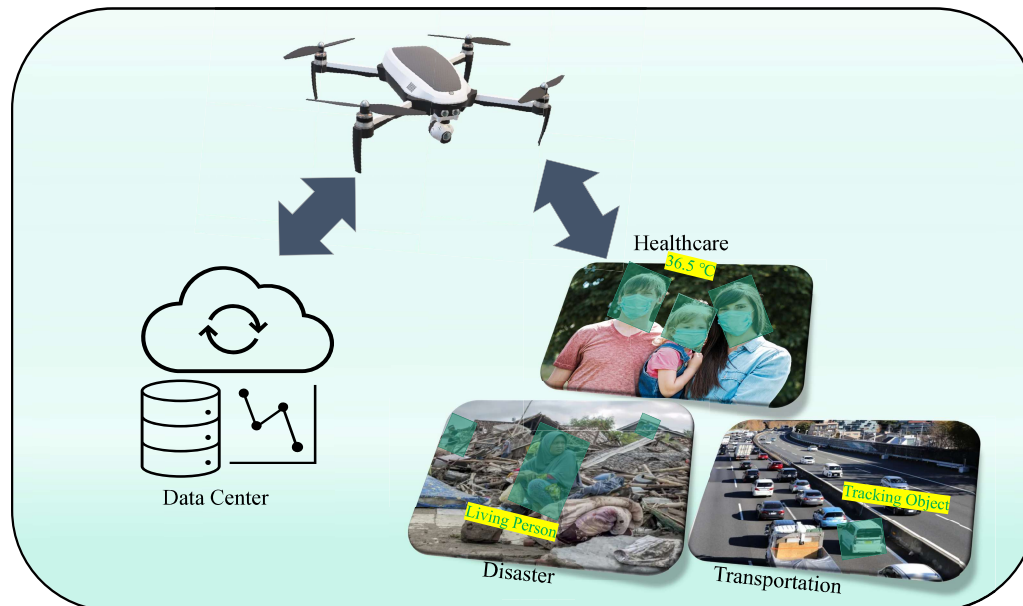 Healthcare
36.5 ℃
Data Center
Living Person
Tracking Object
Disaster
Transportation